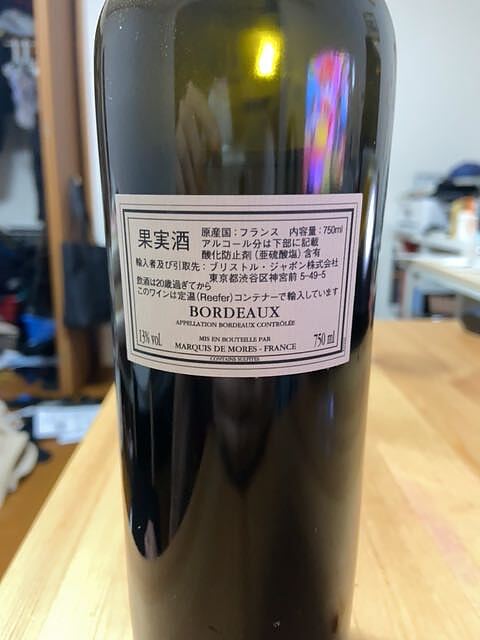 果実酒
原産国：フランス 内容量：750ml
アルコール分は下部に記載
酸化防止剤（亜硫酸塩）含有
輸入者及び引取先：ブリストル・ジャポン株式会社
東京都渋谷区神宮前 5-49-5
飲酒は20歳過ぎてから
このワインは定温(Reefer)コンテナーで輸入しています
BORDEAUX
APPELLATION BORDEAUX CONTRÔLÉE
13% vol. MIS EN BOUTEILLE PAR 750 ml
MARQUIS DE MORES - FRANCE
CONTAINS SULFITES